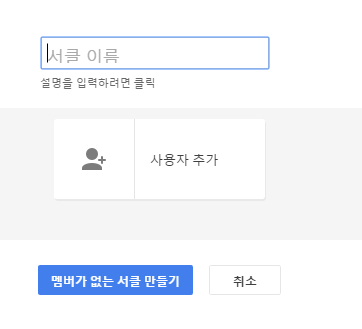 서클 이름
설명을 입력하려면 클릭
사용자 추가
멤버가 없는 서클 만들기
취소